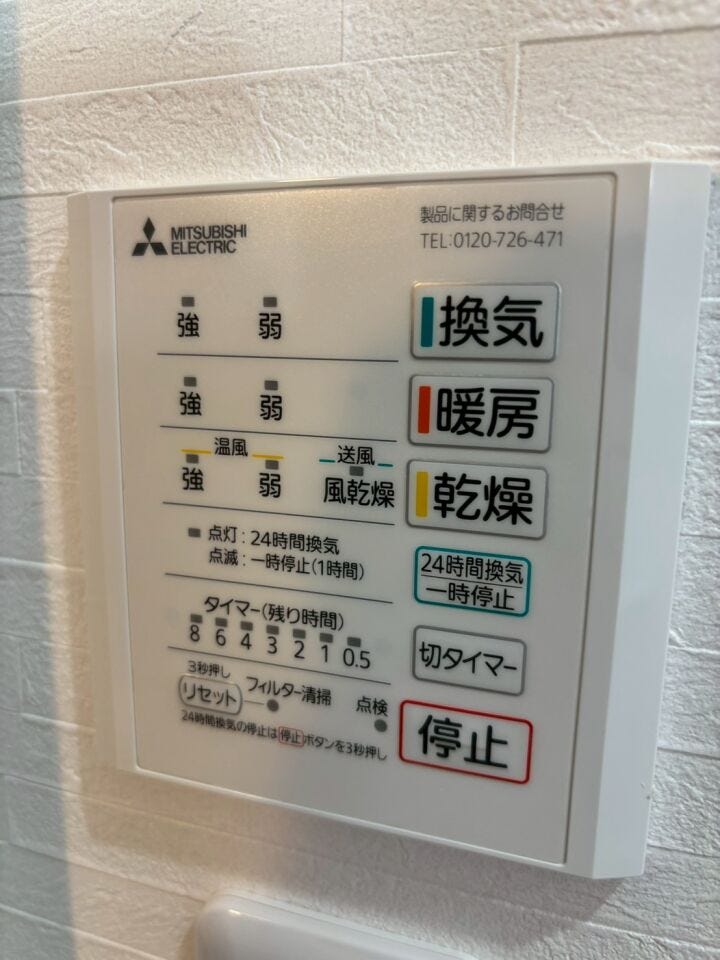 MITSUBISHI
ELECTRIC
製品に関するお問合せ
TEL:0120-726-471
強 弱 換気
強 弱 暖房
温風 送風
強 弱 風乾燥 乾燥
点灯:24時間換気
点滅:一時停止(1時間)
24時間換気
一時停止
タイマー(残り時間)
8 6 4 3 2 1 0.5
切タイマー
3秒押し
リセット フィルター清掃 点検
24時間換気の停止は停止ボタンを3秒押し
停止